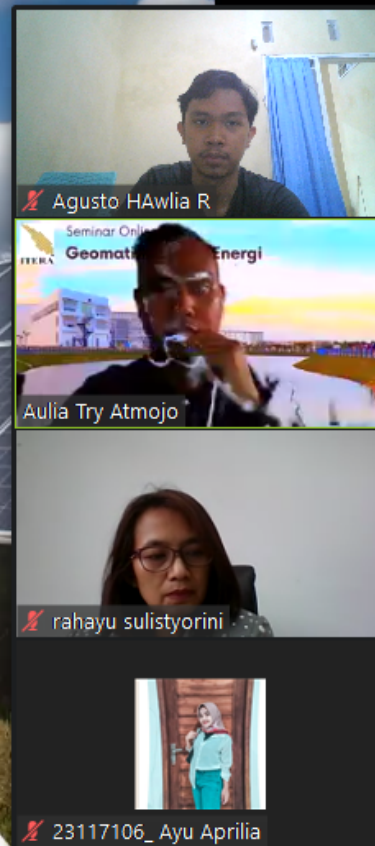 Agusto HAwlia R
Seminar Onli
ITERA
Geomati
Energi
Aulia Try Atmojo
rahayu sulistyorini
23117106_ Ayu Aprilia